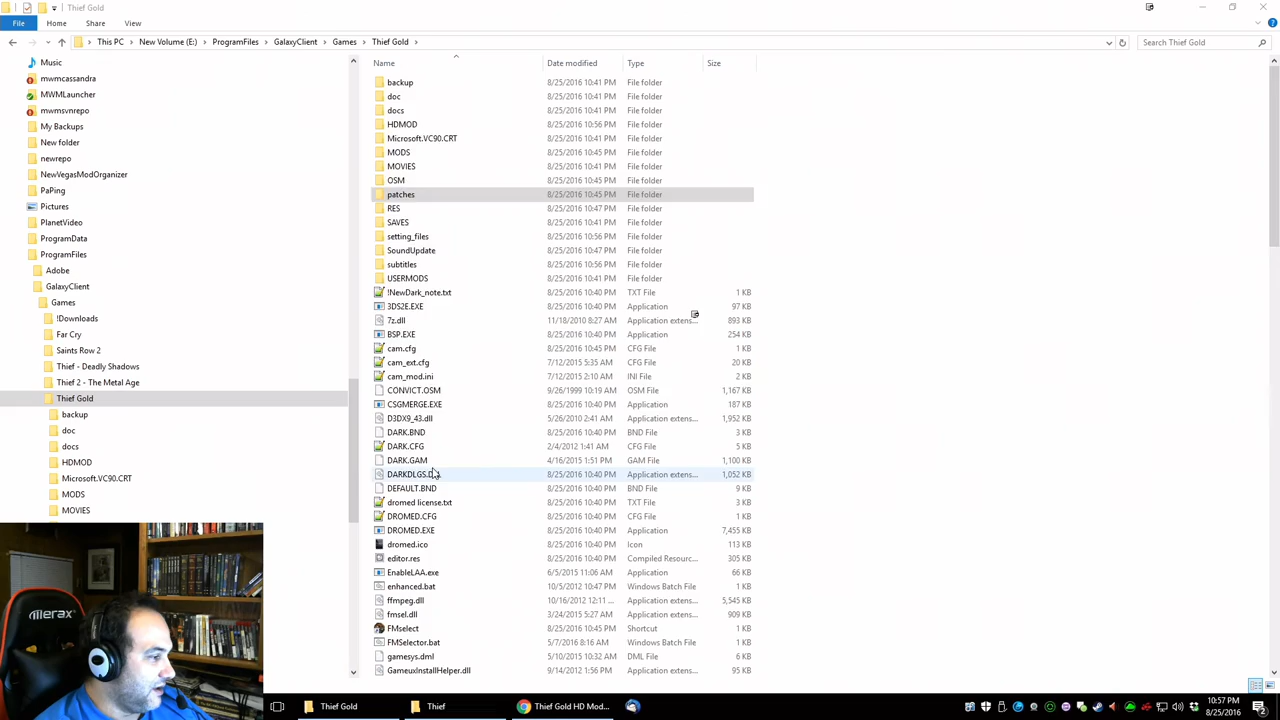 Thief Gold
File Home Share View
This PC > New Volume (E:) > ProgramFiles > GalaxyClient > Games > Thief Gold >
Search Thief Gold
Music
mwmcassandra
MWMLauncher
mwmsvnrepo
My Backups
New folder
newrepo
NewVegasModOrganizer
PaPing
Pictures
PlanetVideo
ProgramData
ProgramFiles
Adobe
GalaxyClient
Games
!Downloads
Far Cry
Saints Row 2
Thief - Deadly Shadows
Thief 2 - The Metal Age
Thief Gold
backup
doc
docs
HDMOD
Microsoft.VC90.CRT
MODS
MOVIES
Name Date modified Type Size
backup 8/25/2016 10:41 PM File folder
doc 8/25/2016 10:41 PM File folder
docs 8/25/2016 10:41 PM File folder
HDMOD 8/25/2016 10:56 PM File folder
Microsoft.VC90.CRT 8/25/2016 10:41 PM File folder
MODS 8/25/2016 10:45 PM File folder
MOVIES 8/25/2016 10:41 PM File folder
OSM 8/25/2016 10:45 PM File folder
patches 8/25/2016 10:45 PM File folder
RES 8/25/2016 10:47 PM File folder
SAVES 8/25/2016 10:41 PM File folder
setting_files 8/25/2016 10:56 PM File folder
SoundUpdate 8/25/2016 10:47 PM File folder
subtitles 8/25/2016 10:56 PM File folder
USERMODS 8/25/2016 10:41 PM File folder
!NewDark_note.txt 8/25/2016 10:40 PM TXT File 1 KB
3DS2E.EXE 8/25/2016 10:40 PM Application 97 KB
7z.dll 11/18/2010 8:27 AM Application extens... 893 KB
BSP.EXE 8/25/2016 10:40 PM Application 254 KB
cam.cfg 8/25/2016 10:45 PM CFG File 1 KB
cam_ext.cfg 7/12/2015 5:35 AM CFG File 20 KB
cam_mod.ini 7/12/2015 2:10 PM INI File 2 KB
CONVICT.OSM 9/26/1999 10:19 AM OSM File 1,167 KB
CSGMERGE.EXE 8/25/2016 10:40 PM Application 187 KB
D3DX9_43.dll 5/26/2010 2:41 AM Application extens... 1,952 KB
DARK.BND 8/25/2016 10:40 PM BND File 3 KB
DARK.CFG 2/4/2012 1:41 AM CFG File 5 KB
DARK.GAM 4/16/2015 1:51 PM GAM File 1,100 KB
8/25/2016 10:40 PM Application extens... 1,052 KB
DEFAULT.BND 8/25/2016 10:40 PM BND File 9 KB
dromed license.txt 8/25/2016 10:40 PM TXT File 3 KB
DROMED.CFG 8/25/2016 10:40 PM CFG File 1 KB
DROMED.EXE 8/25/2016 10:40 PM Application 7,455 KB
dromed.ico 8/25/2016 10:40 PM Icon 113 KB
editor.res 8/25/2016 10:40 PM Compiled Resourc... 305 KB
EnableLAA.exe 6/5/2015 11:06 AM Application 66 KB
enhanced.bat 10/5/2012 10:47 PM Windows Batch File 1 KB
ffmpeg.dll 10/16/2012 12:11 ... Application extens... 5,545 KB
fmsel.dll 3/24/2015 5:27 AM Application extens... 909 KB
FMselect 8/25/2016 10:45 PM Shortcut 1 KB
FMSelector.bat 5/7/2016 8:16 AM Windows Batch File 1 KB
gamesys.dml 5/10/2015 10:32 AM DML File 6 KB
GameuxInstallHelper.dll 9/14/2012 1:56 PM Application extens... 95 KB
merax
Thief Gold
Thief
Thief Gold HD Mod...
10:57 PM
8/25/2016
2